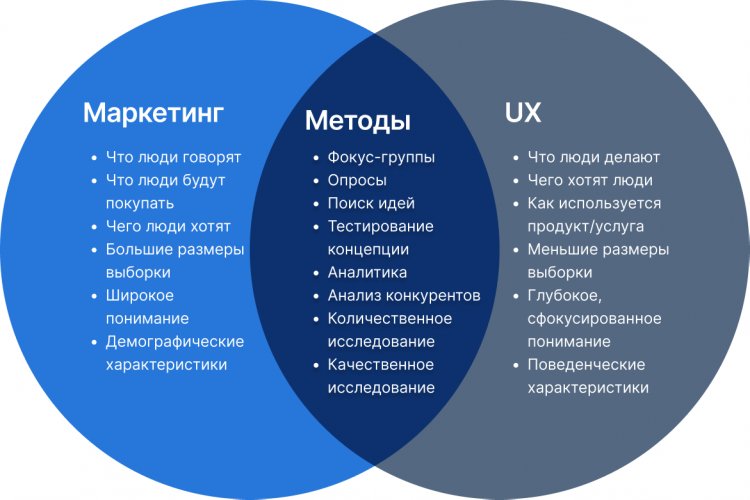 Маркетинг
• Что люди говорят
• Что люди будут
покупать
• Чего люди хотят
• Большие размеры
выборки
• Широкое
понимание
• Демографические
характеристики
Методы
• Фокус-группы
• Опросы
• Поиск идей
• Тестирование
концепции
• Аналитика
• Анализ конкурентов
• Количественное
исследование
• Качественное
исследование
UX
• Что люди делают
• Чего хотят люди
• Как используется
продукт/услуга
• Меньшие размеры
выборки
• Глубокое,
сфокусированное
понимание
• Поведенческие
характеристики